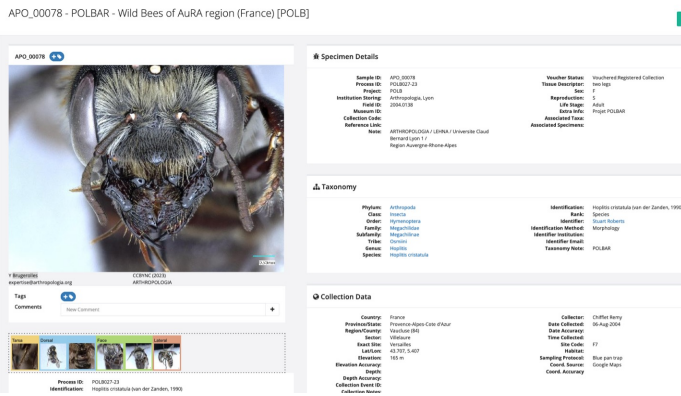 APO_00078 - POLBAR - Wild Bees of AuRA region (France) [POLB]
APO_00078
Y Brugerolles
CCBYNC (2023)
expertise@arthropologia.org
ARTHROPOLOGIA
Tags
Comments
New Comment
+
Tarse
Dorsal
Face
Lateral
Process ID: POLB027-23
Identification: Hoplitis cristatula (van der Zanden, 1990)
Specimen Details
Sample ID: APO_00078
Process ID: POLB027-23
Project: POLB
Institution Storing: Arthropologia, Lyon
Field ID: 2004.0138
Museum ID:
Collection Code:
Reference Link:
Note: ARTHROPOLOGIA / LEHNA / Universite Claud
Bernard Lyon 1 /
Region Auvergne-Rhone-Alpes
Voucher Status: Vouchered:Registered Collection
Tissue Descriptor: two legs
Sex: F
Reproduction: S
Life Stage: Adult
Extra Info: Projet POLBAR
Associated Taxa:
Associated Specimens:
Taxonomy
Phylum: Arthropoda
Class: Insecta
Order: Hymenoptera
Family: Megachilidae
Subfamily: Megachilinae
Tribe: Osmiini
Genus: Hoplitis
Species: Hoplitis cristatula
Identification: Hoplitis cristatula (van der Zanden, 1990
Rank: Species
Identifier: Stuart Roberts
Identification Method: Morphology
Identifier Institution:
Identifier Email:
Taxonomy Note: POLBAR
Collection Data
Country: France
Province/State: Provence-Alpes-Cote d'Azur
Region/County: Vaucluse (84)
Sector: Villelaure
Exact Site: Versailles
Lat/Lon: 43.707, 5.407
Elevation: 165 m
Elevation Accuracy:
Depth:
Depth Accuracy:
Collection Event ID:
Collection Notes:
Collector: Chifflet Remy
Date Collected: 06-Aug-2004
Date Accuracy:
Time Collected:
Site Code: F7
Habitat:
Sampling Protocol: Blue pan trap
Coord. Source: Google Maps
Coord. Accuracy